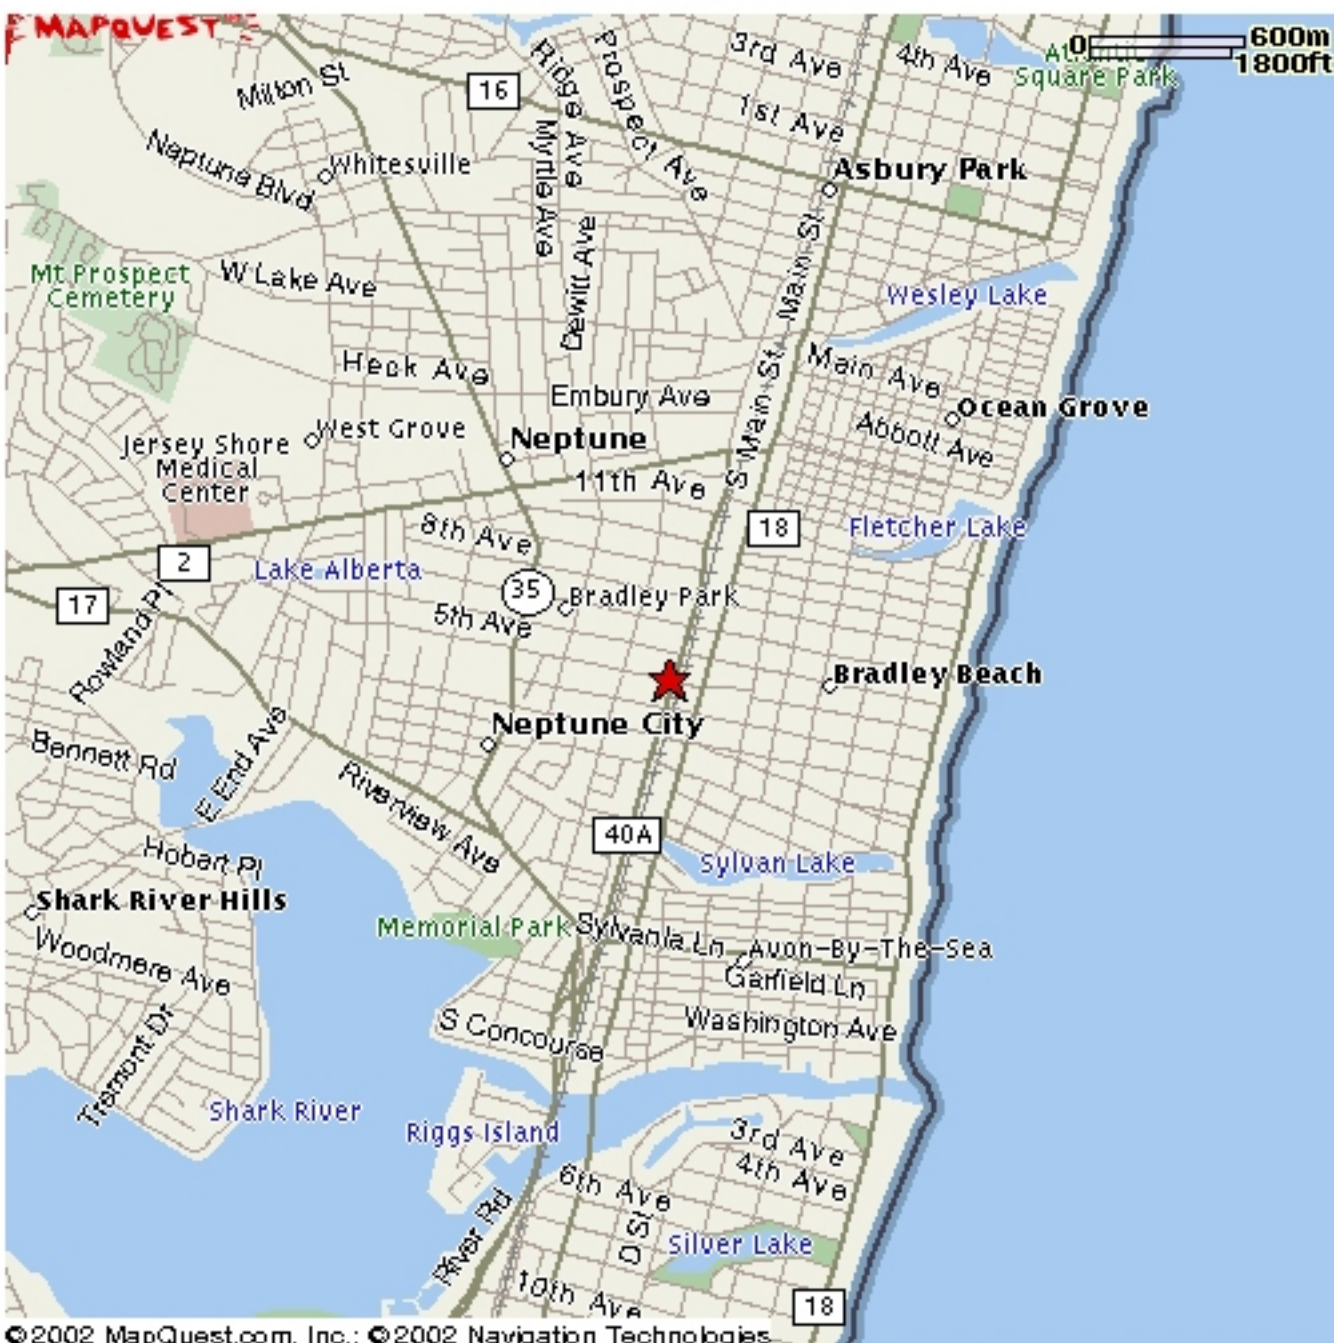 MAPQUEST
0 600m
1800ft
3rd Ave
4th Ave
Atlantic
Square Park
Milton St
16
Ridge Ave
Prospect Ave
1st Ave
Myrtle Ave
Neptune Blvd
Whitesville
Asbury Park
Dewitt Ave
Main St
Mt Prospect
Cemetery
W Lake Ave
Wesley Lake
Heck Ave
Embury Ave
S Main St
Main Ave
Ocean Grove
Abbott Ave
Jersey Shore
Medical
Center
West Grove
Neptune
11th Ave
8th Ave
18
Fletcher Lake
2
Lake Alberta
17
35
Bradley Park
5th Ave
Rowland Pl
Bradley Beach
Neptune City
Bennett Rd
E End Ave
Riverview Ave
40A
Sylvan Lake
Hobart Pl
Shark River Hills
Memorial Park
Sylvania Ln
Avon-By-The-Sea
Woodmere Ave
Garfield Ln
Washington Ave
S Concourse
Tremont Dr
Shark River
Riggs Island
3rd Ave
4th Ave
6th Ave
River Rd
D St
Silver Lake
10th Ave
18
©2002 MapQuest.com, Inc.; ©2002 Navigation Technologies